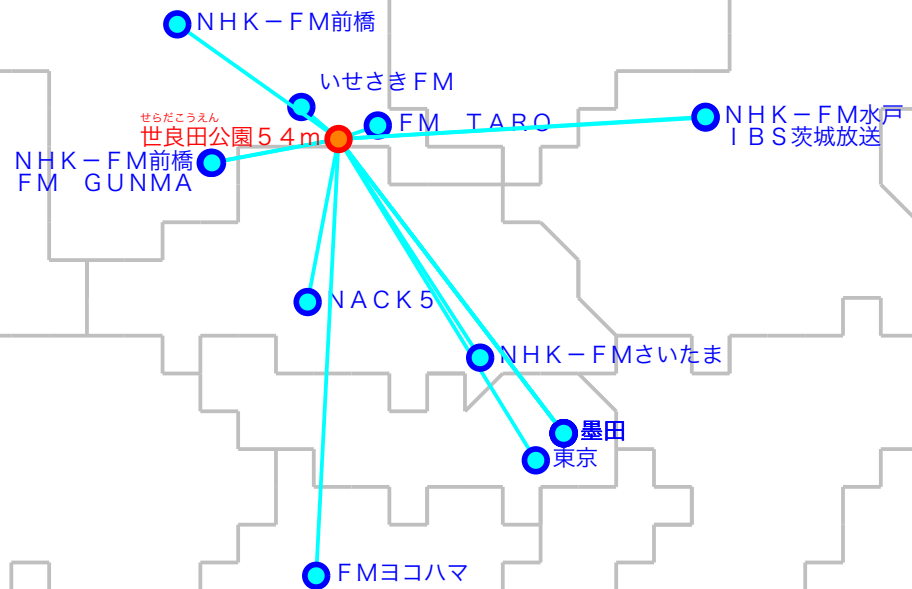 ＮＨＫ－ＦＭ前橋
いせさきＦＭ
せらだこうえん
世良田公園５４ｍ
ＦＭ　ＴＡＲＯ
ＮＨＫ－ＦＭ水戸
ＩＢＳ茨城放送
ＮＨＫ－ＦＭ前橋
ＦＭ　ＧＵＮＭＡ
ＮＡＣＫ５
ＮＨＫ－ＦＭさいたま
墨田
東京
ＦＭヨコハマ